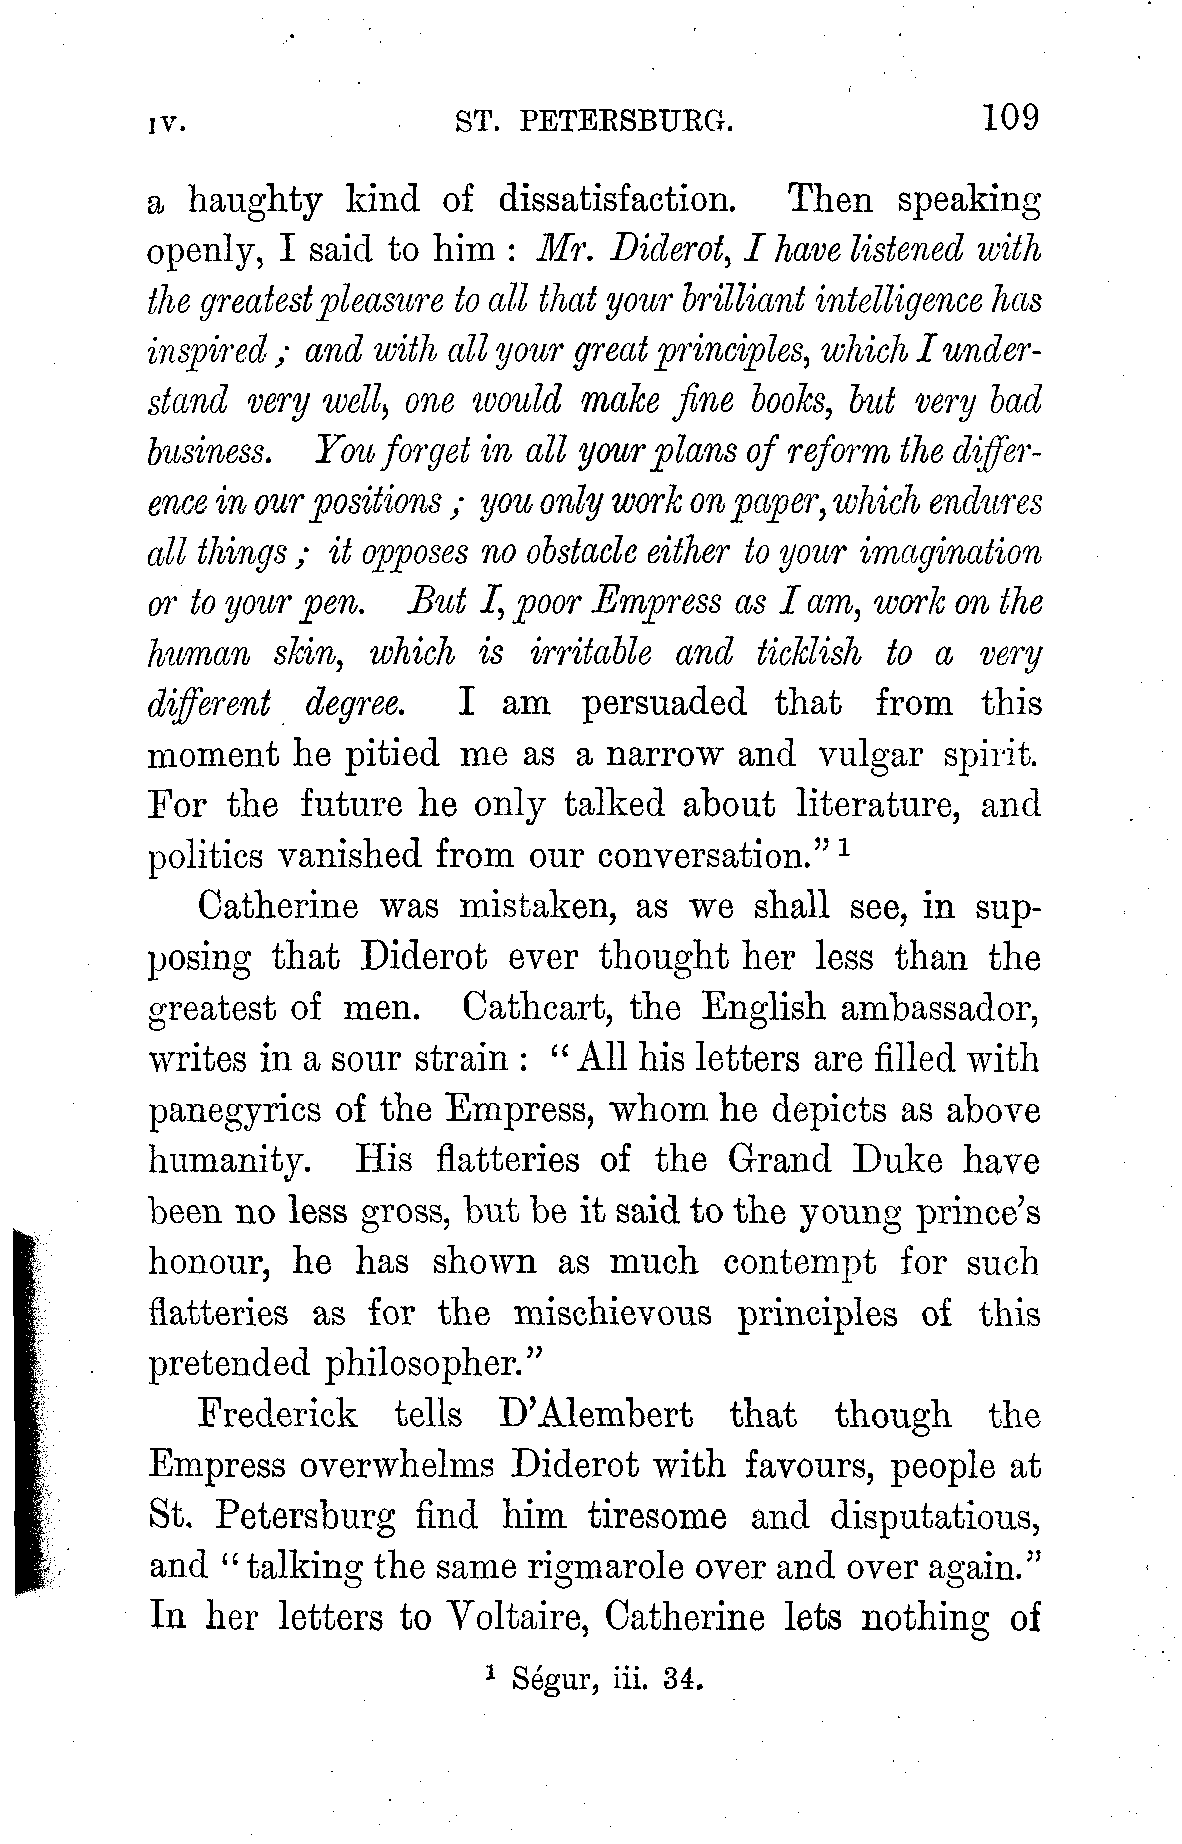 IV. ST. PETERSBURG. 109
a haughty kind of dissatisfaction. Then speaking
openly, I said to him : Mr. Diderot, I have listened with
the greatest pleasure to all that your brilliant intelligence has
inspired ; and with all your great principles, which I under-
stand very well, one would make fine books, but very bad
business. You forget in all your plans of reform the differ-
ence in our positions ; you only work on paper, which endures
all things ; it opposes no obstacle either to your imagination
or to your pen. But I, poor Empress as I am, work on the
human skin, which is irritable and ticklish to a very
different degree. I am persuaded that from this
moment he pitied me as a narrow and vulgar spirit.
For the future he only talked about literature, and
politics vanished from our conversation.” 1
Catherine was mistaken, as we shall see, in sup-
posing that Diderot ever thought her less than the
greatest of men. Cathcart, the English ambassador,
writes in a sour strain : “ All his letters are filled with
panegyrics of the Empress, whom he depicts as above
humanity. His flatteries of the Grand Duke have
been no less gross, but be it said to the young prince’s
honour, he has shown as much contempt for such
flatteries as for the mischievous principles of this
pretended philosopher.”
Frederick tells D’Alembert that though the
Empress overwhelms Diderot with favours, people at
St. Petersburg find him tiresome and disputatious,
and “talking the same rigmarole over and over again.”
In her letters to Voltaire, Catherine lets nothing of
1 Ségur, iii. 34.